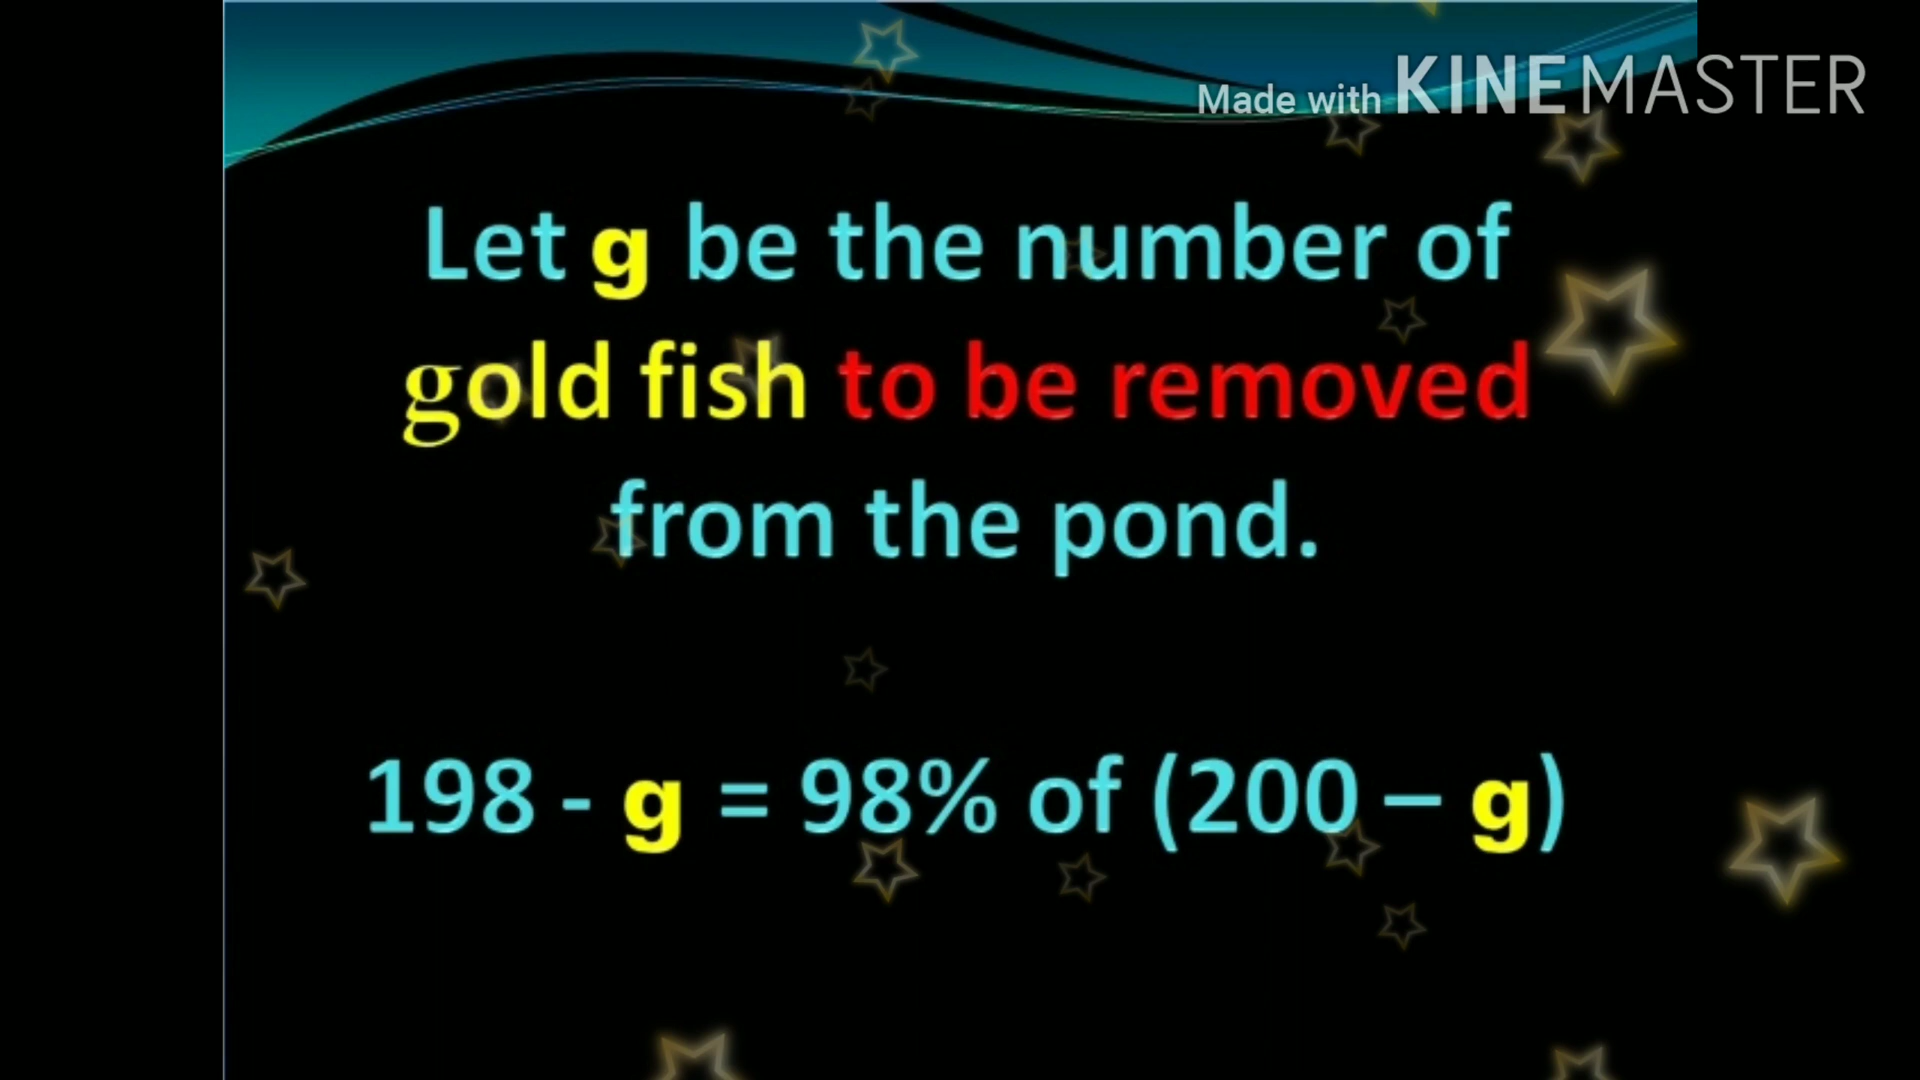 Made with KINEMASTER
Let g be the number of
gold fish to be removed
from the pond.
198 - g = 98% of (200 – g)